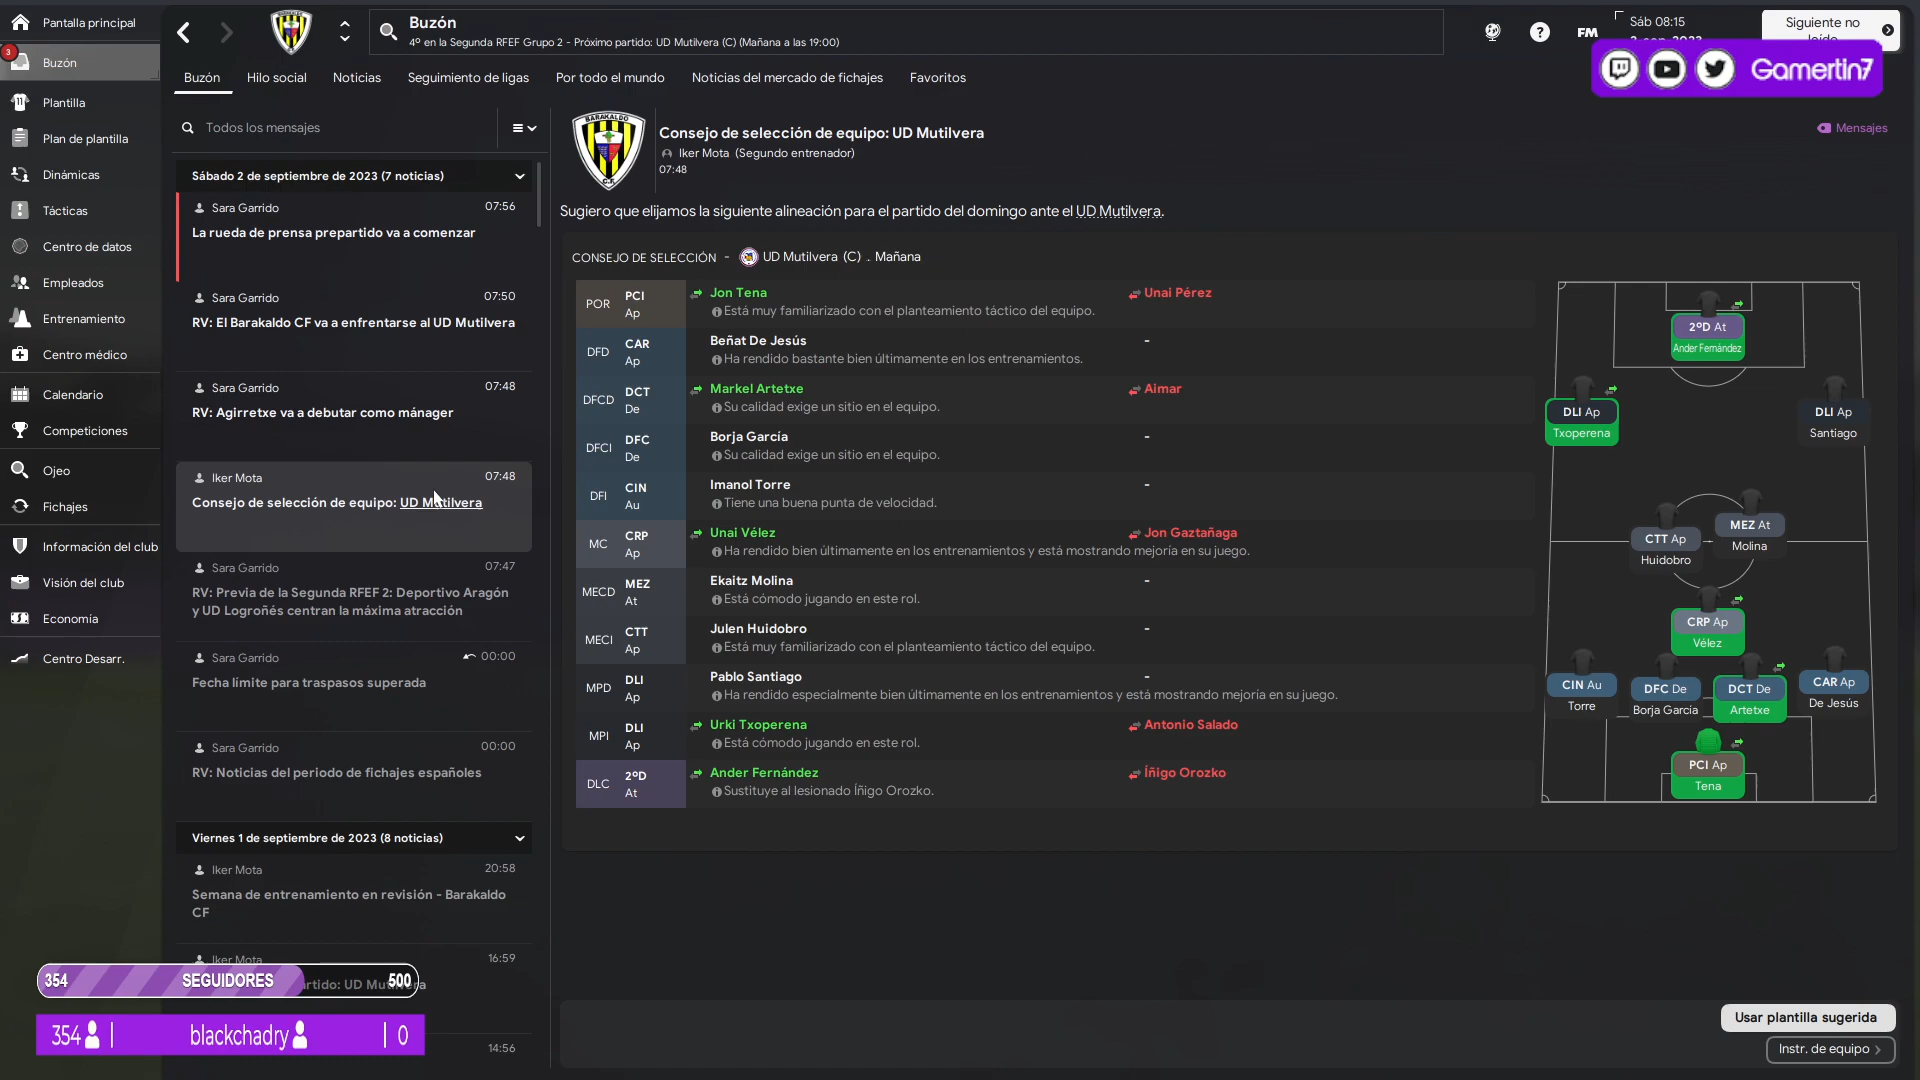 Pantalla principal
3
Buzón
Plantilla
Plan de plantilla
Dinámicas
Tácticas
Centro de datos
Empleados
Entrenamiento
Centro médico
Calendario
Competiciones
Ojeo
Fichajes
Información del club
Visión del club
Economía
Centro Desarr.
Buzón
4º en la Segunda RFEF Grupo 2 - Próximo partido: UD Mutilvera (C) (Mañana a las 19:00)
FM
Sáb 08:15
Siguiente no
Gamertin7
Buzón
Hilo social
Noticias
Seguimiento de ligas
Por todo el mundo
Noticias del mercado de fichajes
Favoritos
Todos los mensajes
Sábado 2 de septiembre de 2023 (7 noticias)
Sara Garrido 07:56
La rueda de prensa prepartido va a comenzar
Sara Garrido 07:50
RV: El Barakaldo CF va a enfrentarse al UD Mutilvera
Sara Garrido 07:48
RV: Agirretxe va a debutar como mánager
Iker Mota 07:48
Consejo de selección de equipo: UD Mutilvera
Sara Garrido 07:47
RV: Previa de la Segunda RFEF 2: Deportivo Aragón
y UD Logroñés centran la máxima atracción
Sara Garrido 00:00
Fecha límite para traspasos superada
Sara Garrido 00:00
RV: Noticias del periodo de fichajes españoles
Viernes 1 de septiembre de 2023 (8 noticias)
Iker Mota 20:58
Semana de entrenamiento en revisión - Barakaldo
CF
Iker Mota 16:59
rtido: UD Mutilvera
14:56
354 SEGUIDORES 500
354 blackchadry 0
BARAKALDO
Consejo de selección de equipo: UD Mutilvera
Iker Mota (Segundo entrenador)
07:48
Mensajes
Sugiero que elijamos la siguiente alineación para el partido del domingo ante el UD Mutilvera.
CONSEJO DE SELECCIÓN - UD Mutilvera (C) . Mañana
POR PCI Ap Jon Tena Unai Pérez
Está muy familiarizado con el planteamiento táctico del equipo.
DFD CAR Ap Beñat De Jesús -
Ha rendido bastante bien últimamente en los entrenamientos.
DFCD DCT De Markel Artetxe Aimar
Su calidad exige un sitio en el equipo.
DFCI DFC De Borja García -
Su calidad exige un sitio en el equipo.
DFI CIN Au Imanol Torre -
Tiene una buena punta de velocidad.
MC CRP Ap Unai Vélez Jon Gaztañaga
Ha rendido bien últimamente en los entrenamientos y está mostrando mejoría en su juego.
MECD MEZ At Ekaitz Molina -
Está cómodo jugando en este rol.
MECI CTT Ap Julen Huidobro -
Está muy familiarizado con el planteamiento táctico del equipo.
MPD DLI Ap Pablo Santiago -
Ha rendido especialmente bien últimamente en los entrenamientos y está mostrando mejoría en su juego.
MPI DLI Ap Urki Txoperena Antonio Salado
Está cómodo jugando en este rol.
DLC 2ºD At Ander Fernández Íñigo Orozko
Sustituye al lesionado Íñigo Orozko.
2ºD At
Ander Fernández
DLI Ap
Txoperena
DLI Ap
Santiago
CTT Ap
Huidobro
MEZ At
Molina
CRP Ap
Vélez
CIN Au
Torre
DFC De
Borja García
DCT De
Artetxe
CAR Ap
De Jesús
PCI Ap
Tena
Usar plantilla sugerida
Instr. de equipo